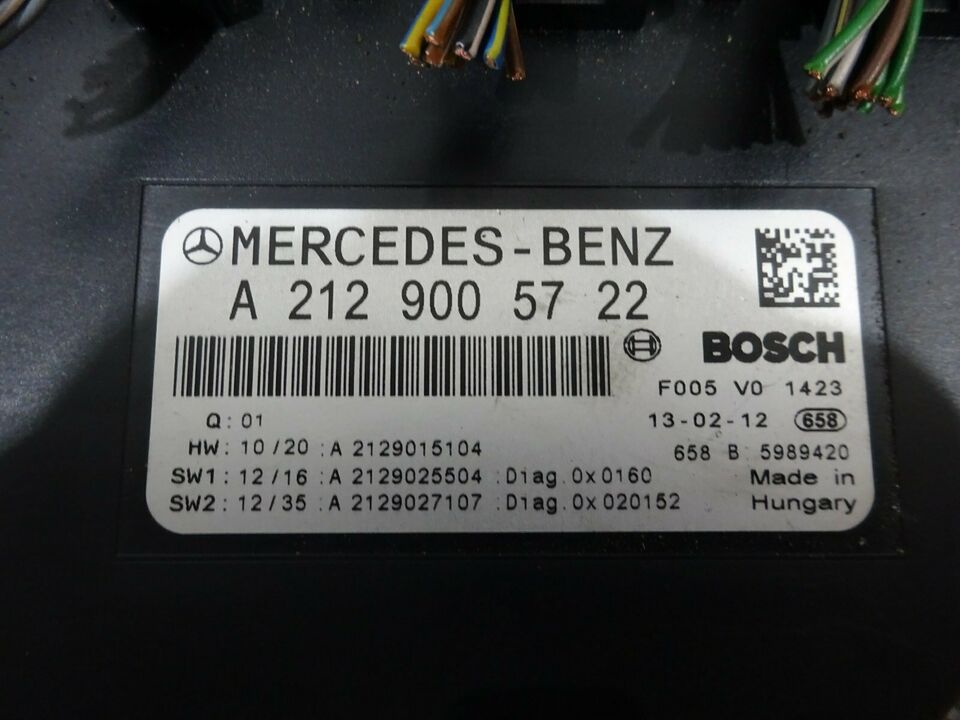 MERCEDES-BENZ
A 212 900 57 22
BOSCH
F005 V0 1423
Q: 01
13-02-12 658
HW: 10/20 :A 2129015104
658 B: 5989420
SW1: 12/16 :A 2129025504 :Diag.0x0160
Made in
SW2: 12/35 :A 2129027107 :Diag.0x020152
Hungary